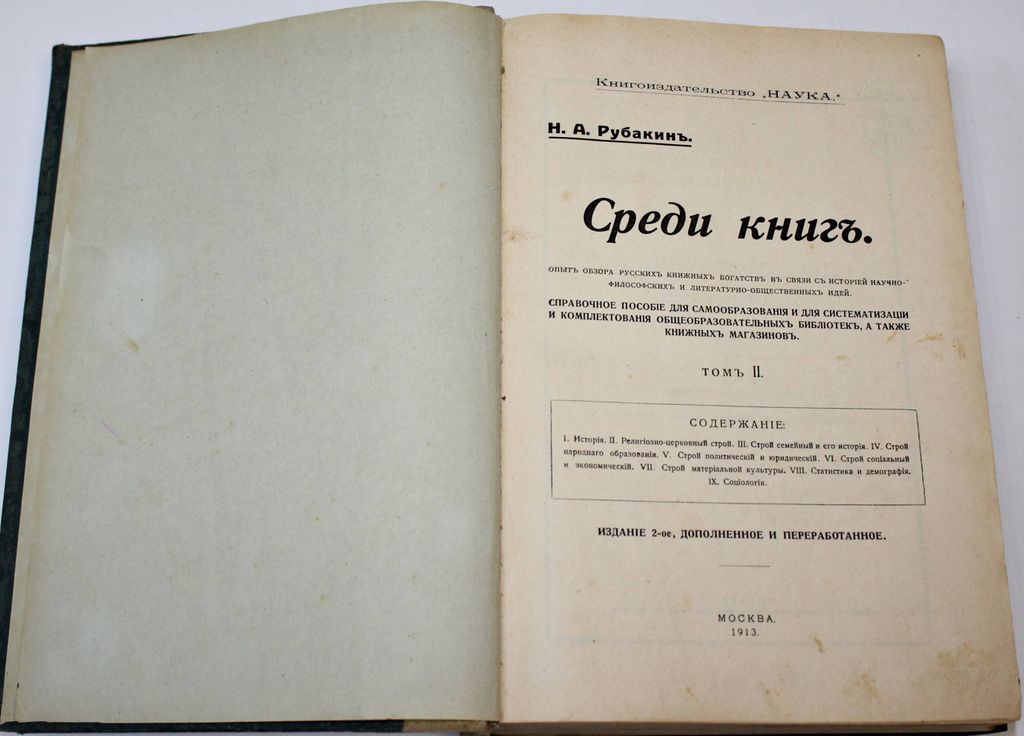 Книгоиздательство „НАУКА.“
Н. А. Рубакинъ.
Среди книгъ.
ОПЫТЪ ОБЗОРА РУССКИХЪ КНИЖНЫХЪ БОГАТСТВЪ ВЪ СВЯЗИ СЪ ИСТОРІЕЙ НАУЧНО-
ФИЛОСОФСКИХЪ И ЛИТЕРАТУРНО-ОБЩЕСТВЕННЫХЪ ИДЕЙ.
СПРАВОЧНОЕ ПОСОБІЕ ДЛЯ САМООБРАЗОВАНІЯ И ДЛЯ СИСТЕМАТИЗАЦІИ
И КОМПЛЕКТОВАНІЯ ОБЩЕОБРАЗОВАТЕЛЬНЫХЪ БИБЛІОТЕКЪ, А ТАКЖЕ
КНИЖНЫХЪ МАГАЗИНОВЪ.
ТОМЪ II.
СОДЕРЖАНІЕ:
I. Исторія. II. Религіозно-церковный строй. III. Строй семейный и его исторія. IV. Строй
народнаго образованія. V. Строй политическій и юридическій. VI. Строй соціальный
и экономическій. VII. Строй матеріальной культуры. VIII. Статистика и демографія.
IX. Соціологія.
ИЗДАНІЕ 2-ое, ДОПОЛНЕННОЕ И ПЕРЕРАБОТАННОЕ.
МОСКВА.
1913.